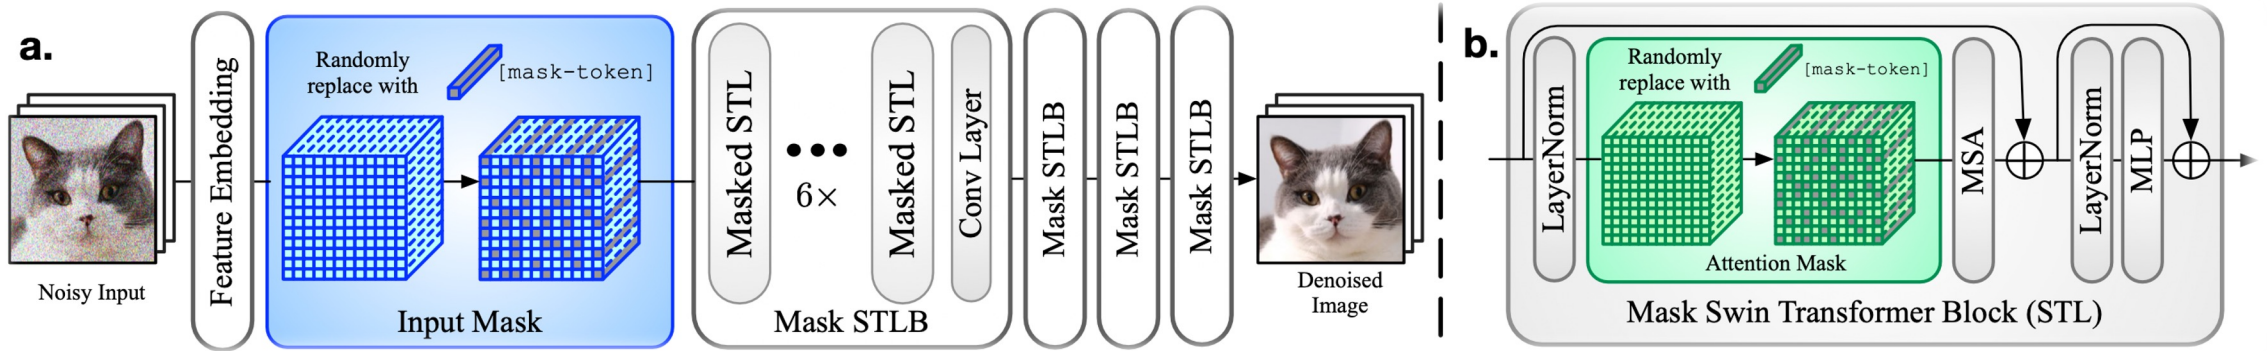 a.
Noisy Input
Feature Embedding
Randomly
replace with
[mask-token]
Input Mask
Masked STL
6×
Masked STL
Conv Layer
Mask STLB
Mask STLB
Mask STLB
Mask STLB
Denoised
Image
b.
LayerNorm
Randomly
replace with
[mask-token]
Attention Mask
MSA
LayerNorm
MLP
Mask Swin Transformer Block (STL)